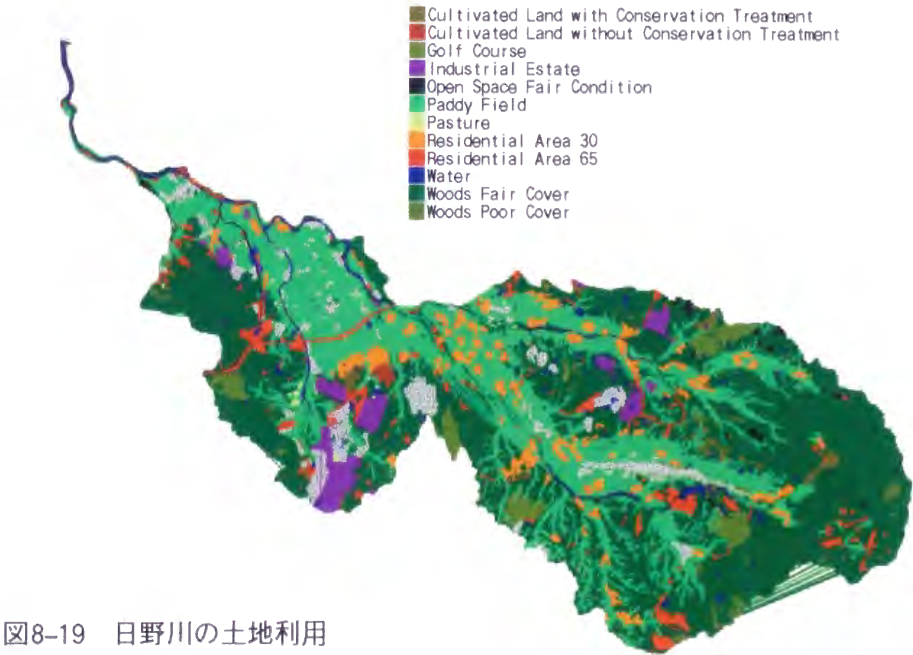 Cultivated Land with Conservation Treatment
Cultivated Land without Conservation Treatment
Golf Course
Industrial Estate
Open Space Fair Condition
Paddy Field
Pasture
Residential Area 30
Residential Area 65
Water
Woods Fair Cover
Woods Poor Cover
図8-19 日野川の土地利用